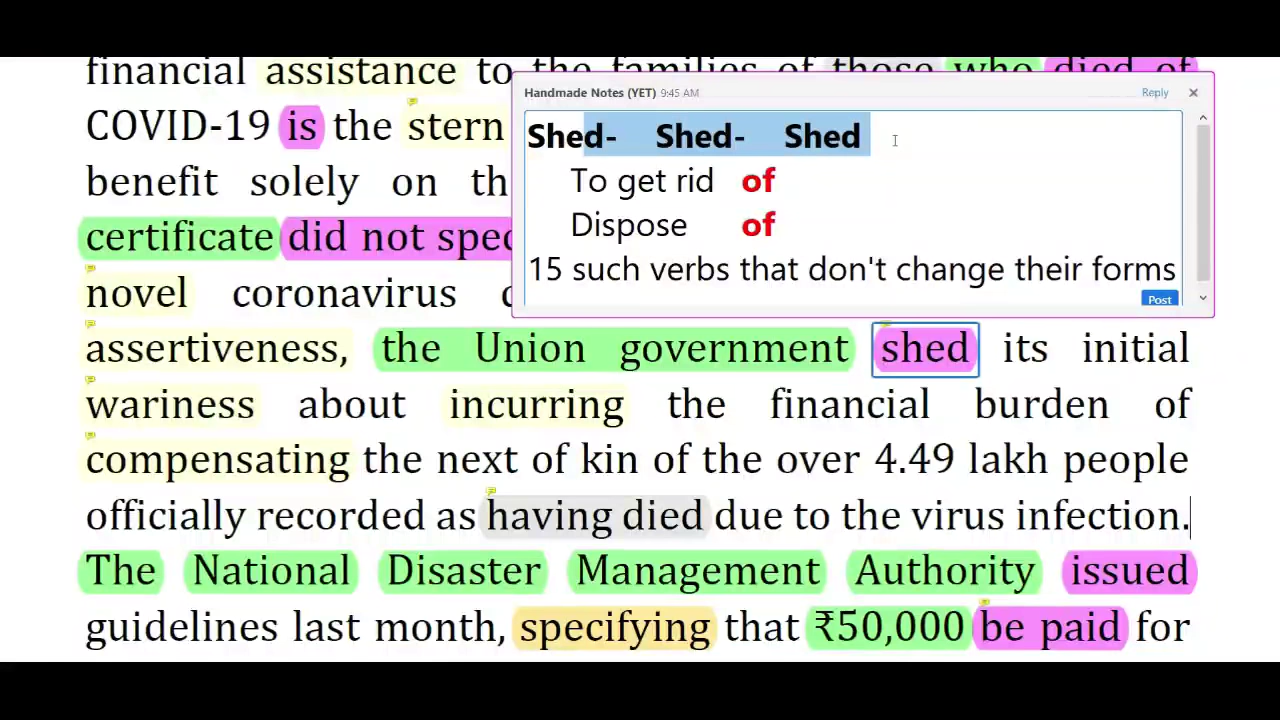 financial assistance to the families of those who died of
Handmade Notes (YET) 9:45 AM Reply
COVID-19 is the stern
Shed- Shed- Shed
benefit solely on th
To get rid of
certificate did not spec
Dispose of
novel coronavirus
15 such verbs that don't change their forms
Post
assertiveness, the Union government shed its initial
wariness about incurring the financial burden of
compensating the next of kin of the over 4.49 lakh people
officially recorded as having died due to the virus infection.
The National Disaster Management Authority issued
guidelines last month, specifying that ₹50,000 be paid for